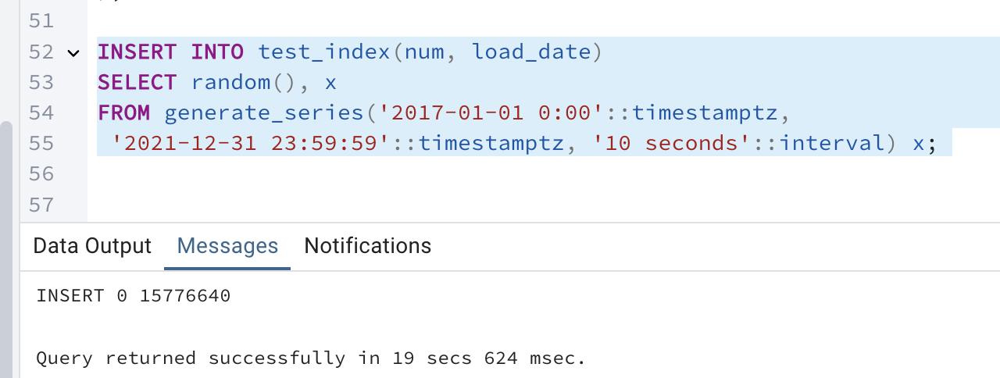 51
52 INSERT INTO test_index(num, load_date)
53 SELECT random(), x
54 FROM generate_series('2017-01-01 0:00'::timestamptz,
55  '2021-12-31 23:59:59'::timestamptz, '10 seconds'::interval) x;
56
57
Data Output Messages Notifications
INSERT 0 15776640
Query returned successfully in 19 secs 624 msec.